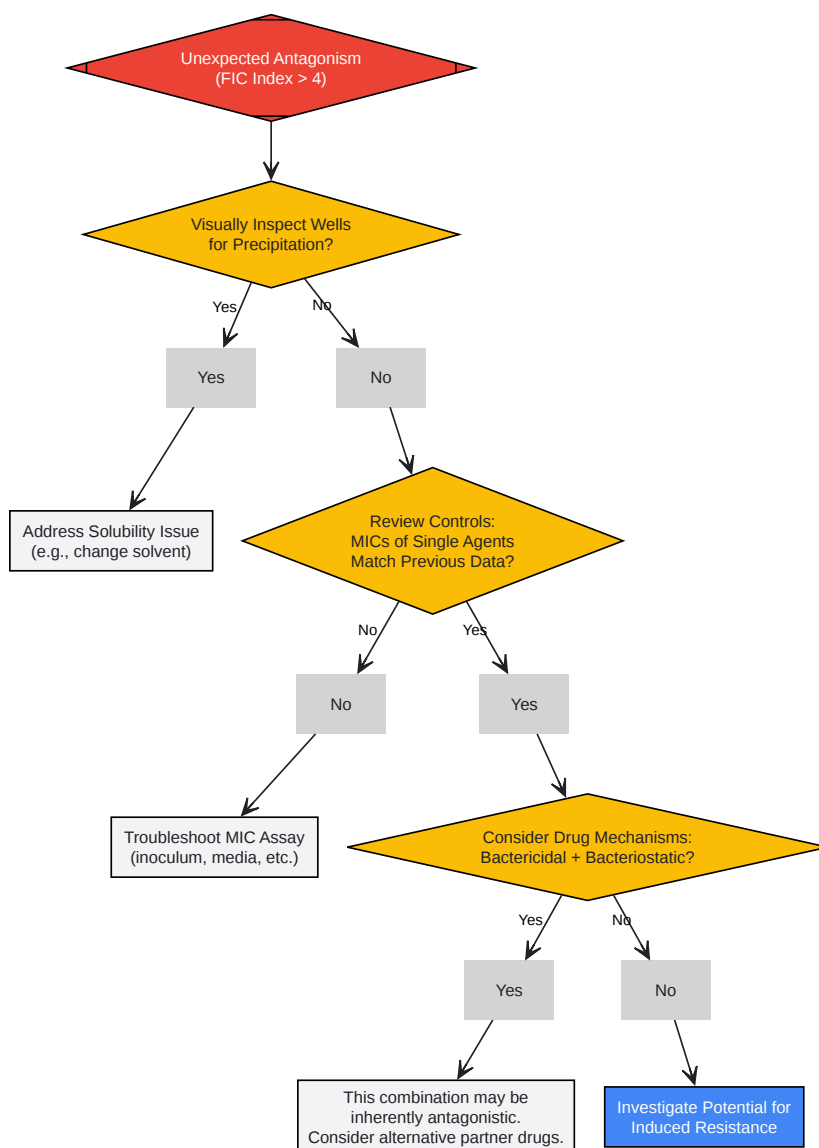 Unexpected Antagonism
(FIC Index > 4)
Visually Inspect Wells
for Precipitation?
Yes
No
Yes
No
Address Solubility Issue
(e.g., change solvent)
Review Controls:
MICs of Single Agents
Match Previous Data?
No
Yes
No
Yes
Troubleshoot MIC Assay
(inoculum, media, etc.)
Consider Drug Mechanisms:
Bactericidal + Bacteriostatic?
Yes
No
Yes
No
This combination may be
inherently antagonistic.
Consider alternative partner drugs.
Investigate Potential for
Induced Resistance